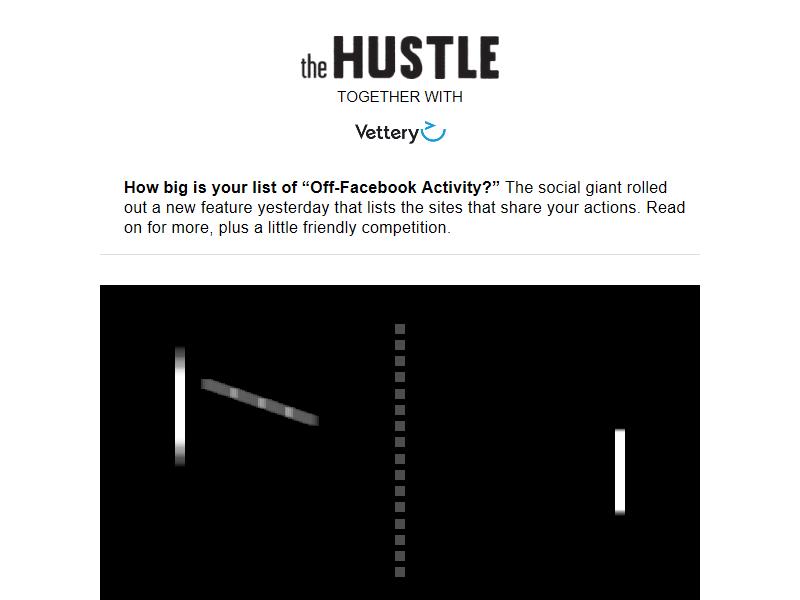 the HUSTLE
TOGETHER WITH
Vettery
How big is your list of “Off-Facebook Activity?” The social giant rolled
out a new feature yesterday that lists the sites that share your actions. Read
on for more, plus a little friendly competition.